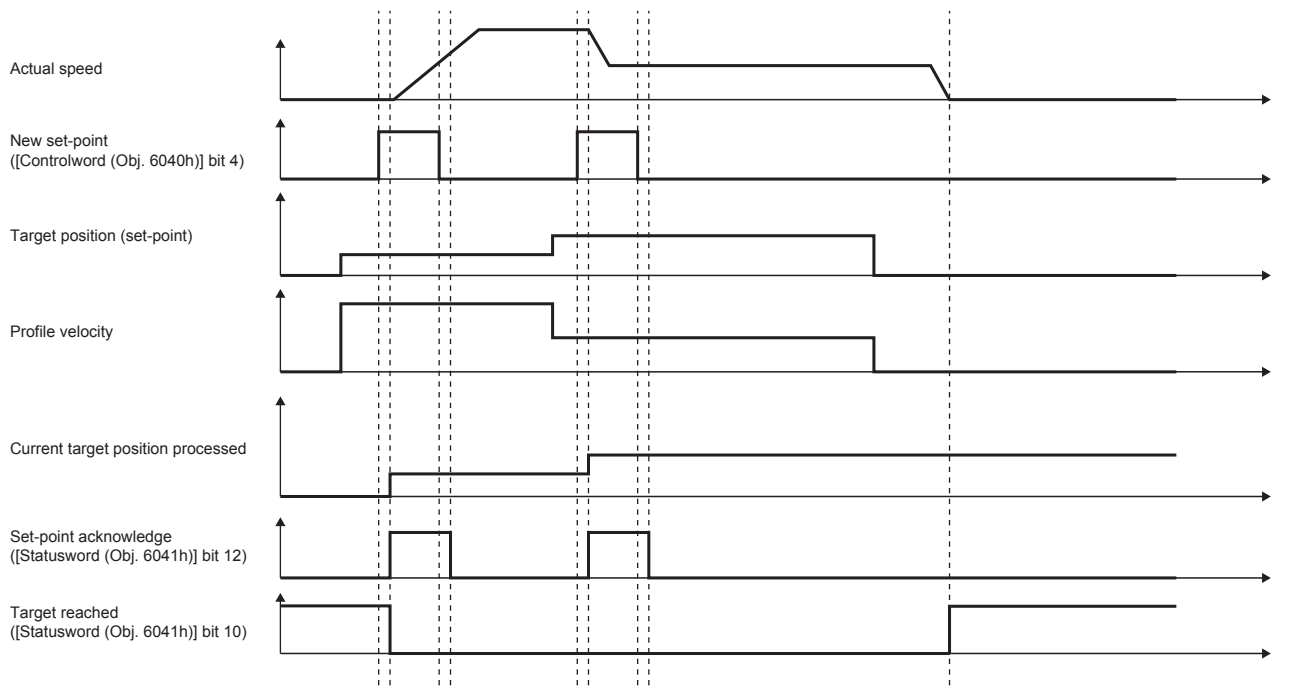 Actual speed
New set-point
([Controlword (Obj. 6040h)] bit 4)
Target position (set-point)
Profile velocity
Current target position processed
Set-point acknowledge
([Statusword (Obj. 6041h)] bit 12)
Target reached
([Statusword (Obj. 6041h)] bit 10)